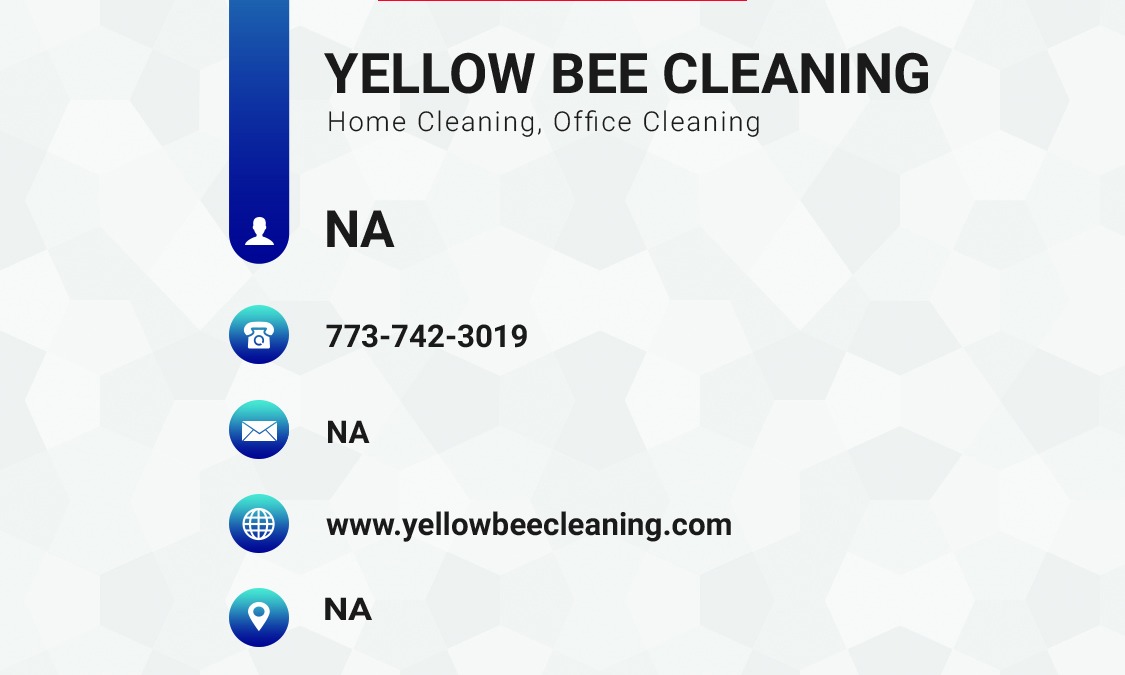 YELLOW BEE CLEANING
Home Cleaning, Office Cleaning
NA
773-742-3019
NA
www.yellowbeecleaning.com
NA